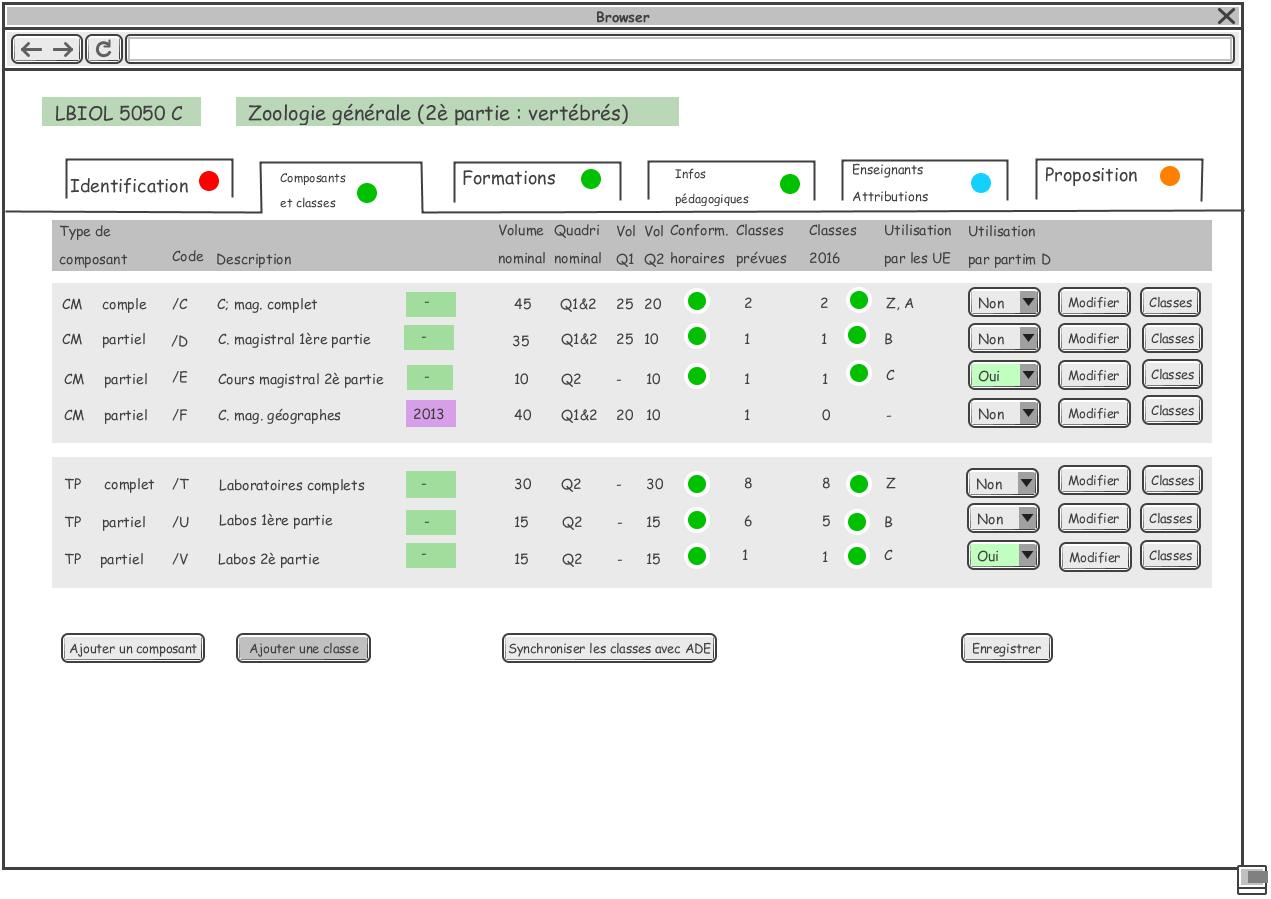 Browser
LBIOL 5050 C Zoologie générale (2è partie : vertébrés)
Identification Composants et classes Formations Infos pédagogiques Enseignants Attributions Proposition
Type de composant Code Description Volume nominal Quadri nominal Vol Q1 Vol Q2 Conform. horaires Classes prévues Classes 2016 Utilisation par les UE Utilisation par partim D
CM comple /C C; mag. complet - 45 Q1&2 25 20 2 2 Z, A Non Modifier Classes
CM partiel /D C. magistral 1ère partie - 35 Q1&2 25 10 1 1 B Non Modifier Classes
CM partiel /E Cours magistral 2è partie - 10 Q2 - 10 1 1 C Oui Modifier Classes
CM partiel /F C. mag. géographes 2013 40 Q1&2 20 10 1 0 - Non Modifier Classes
TP complet /T Laboratoires complets - 30 Q2 - 30 8 8 Z Non Modifier Classes
TP partiel /U Labos 1ère partie - 15 Q2 - 15 6 5 B Non Modifier Classes
TP partiel /V Labos 2è partie - 15 Q2 - 15 1 1 C Oui Modifier Classes
Ajouter un composant Ajouter une classe Synchroniser les classes avec ADE Enregistrer